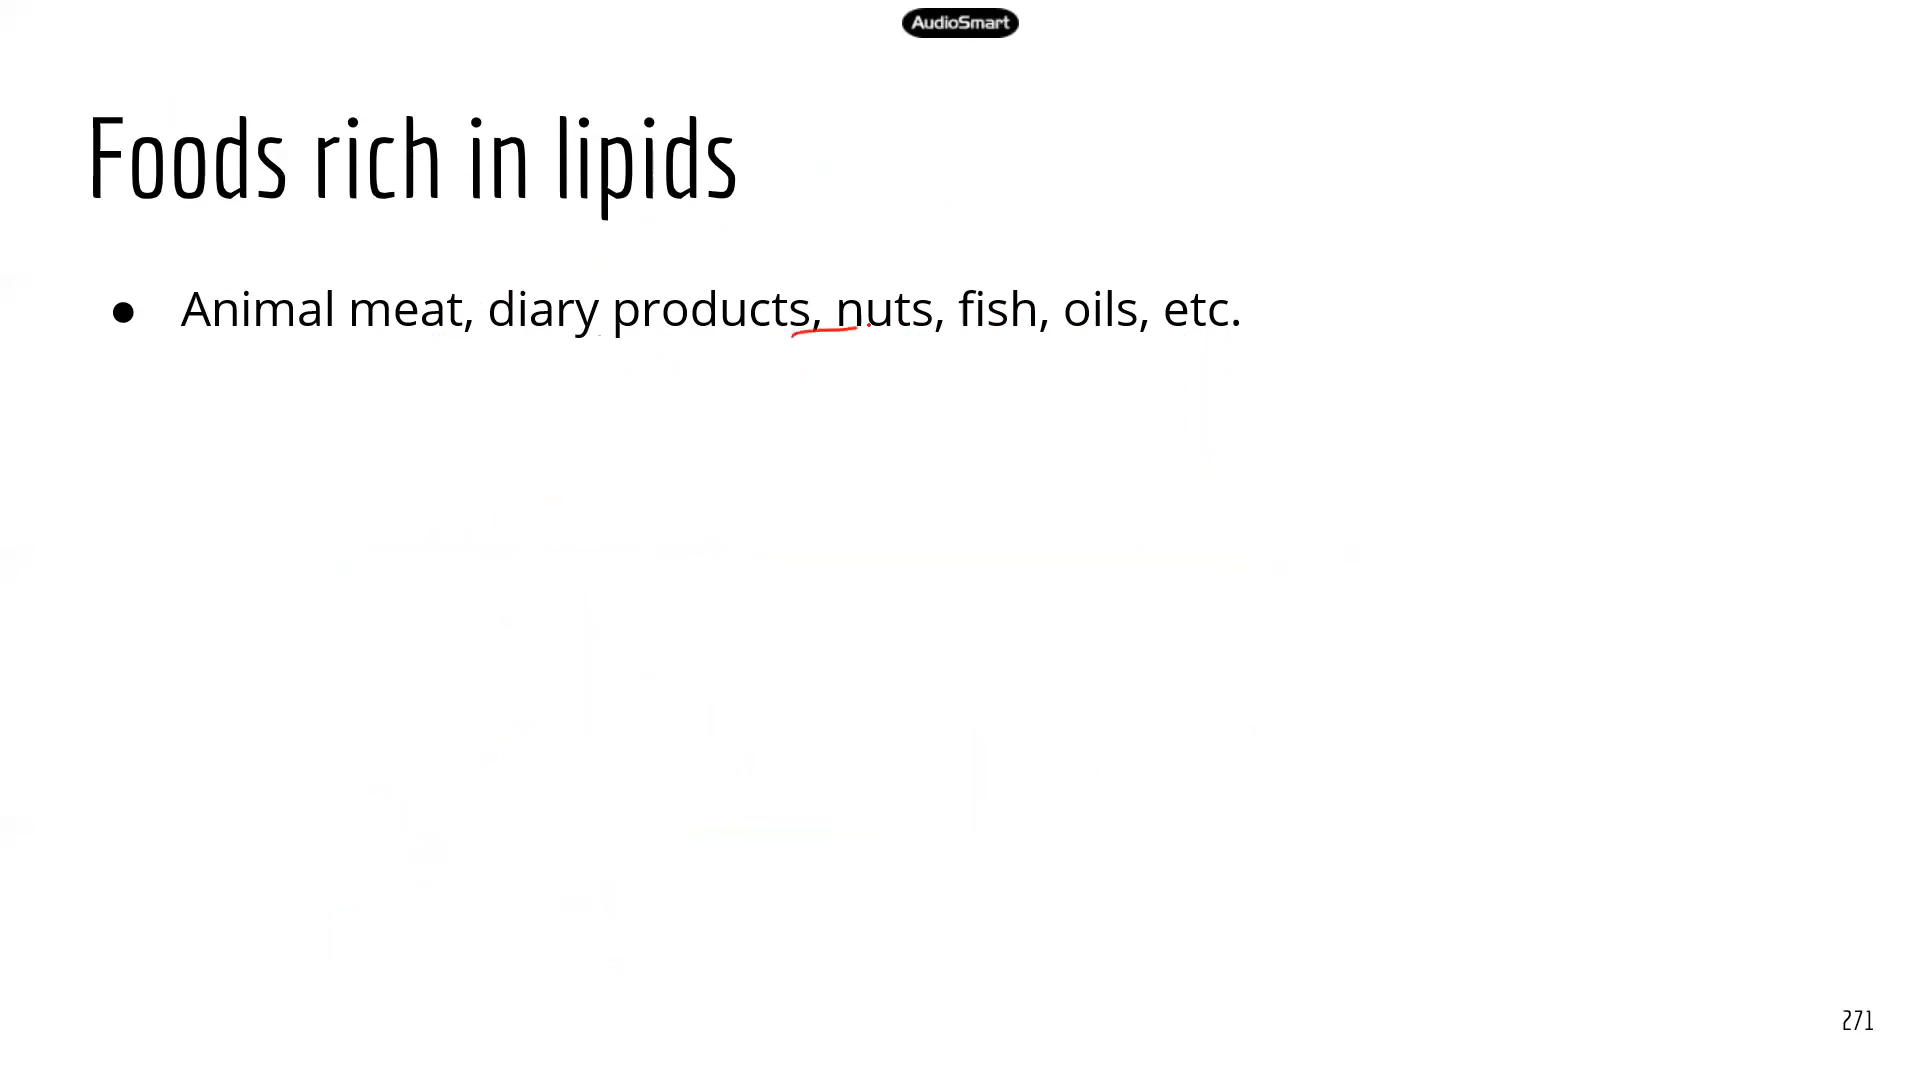 AudioSmart
Foods rich in lipids
● Animal meat, diary products, nuts, fish, oils, etc.
271